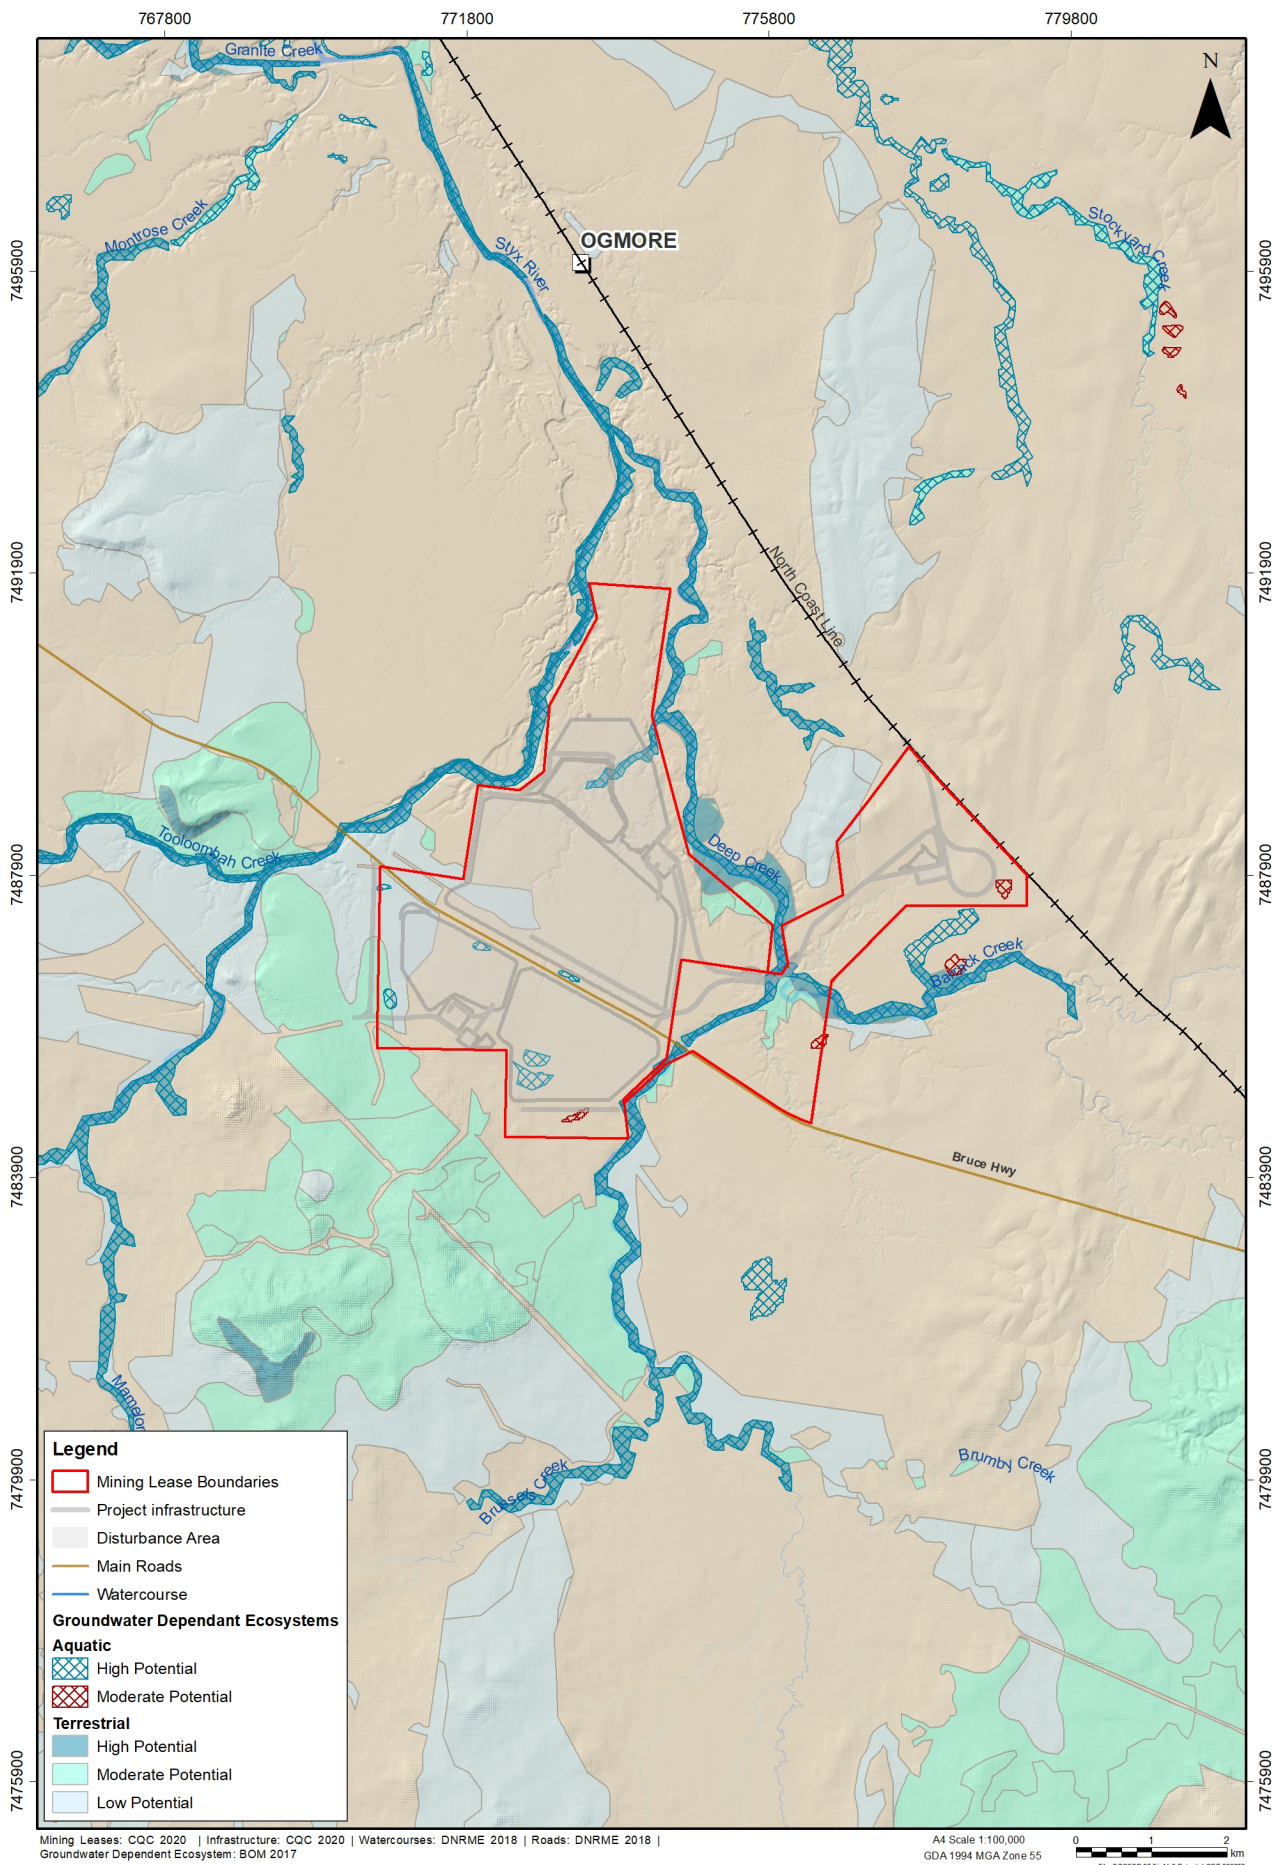 767800
771800
775800
779800
Granite Creek
N
Montrose Creek
Stockyard Creek
Styx River
OGMORE
7495900
7495900
7491900
7491900
North Coast Line
Tooloombah Creek
Deep Creek
7487900
7487900
Barrack Creek
7483900
7483900
Bruce Hwy
Mamelon
Brussels Creek
Brumby Creek
7479900
7479900
7475900
7475900
Legend
Mining Lease Boundaries
Project infrastructure
Disturbance Area
Main Roads
Watercourse
Groundwater Dependant Ecosystems
Aquatic
High Potential
Moderate Potential
Terrestrial
High Potential
Moderate Potential
Low Potential
Mining Leases: CQC 2020 | Infrastructure: CQC 2020 | Watercourses: DNRME 2018 | Roads: DNRME 2018 |
Groundwater Dependent Ecosystem: BOM 2017
A4 Scale 1:100,000
GDA 1994 MGA Zone 55
0 1 2
km